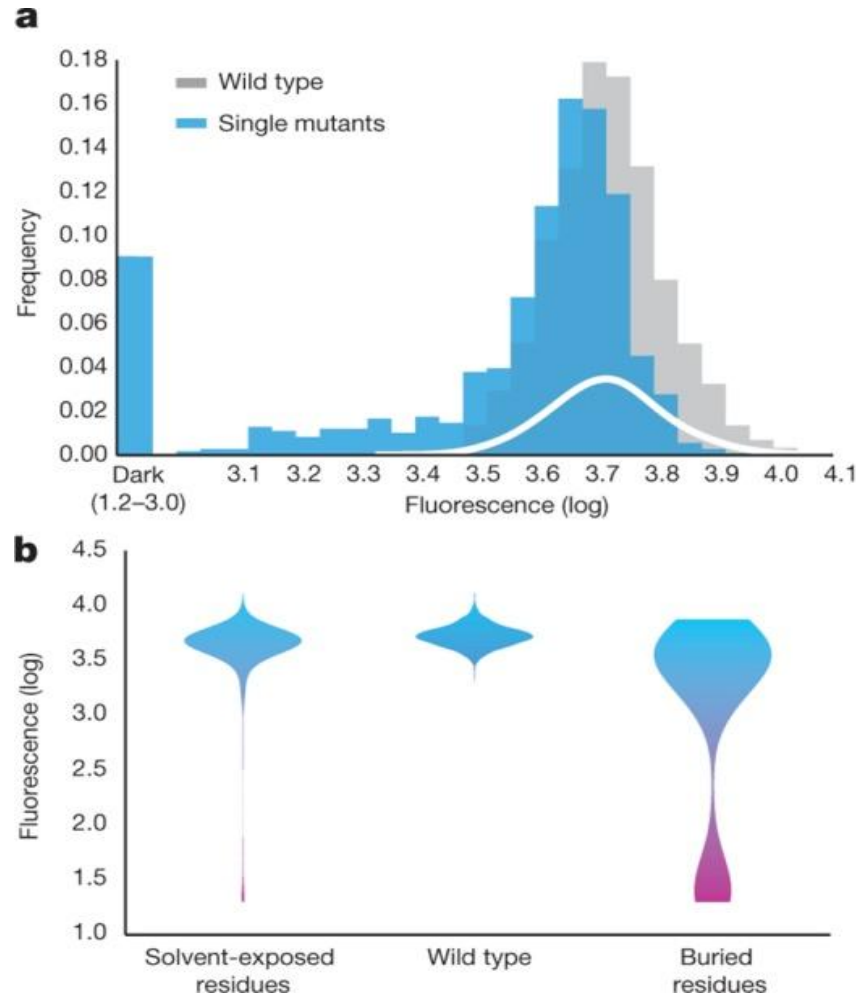 a
Wild type
Single mutants
Frequency
0.18
0.16
0.14
0.12
0.10
0.08
0.06
0.04
0.02
0.00
Dark
(1.2–3.0)
3.1 3.2 3.3 3.4 3.5 3.6 3.7 3.8 3.9 4.0 4.1
Fluorescence (log)
b
Fluorescence (log)
4.5
4.0
3.5
3.0
2.5
2.0
1.5
1.0
Solvent-exposed
residues
Wild type
Buried
residues